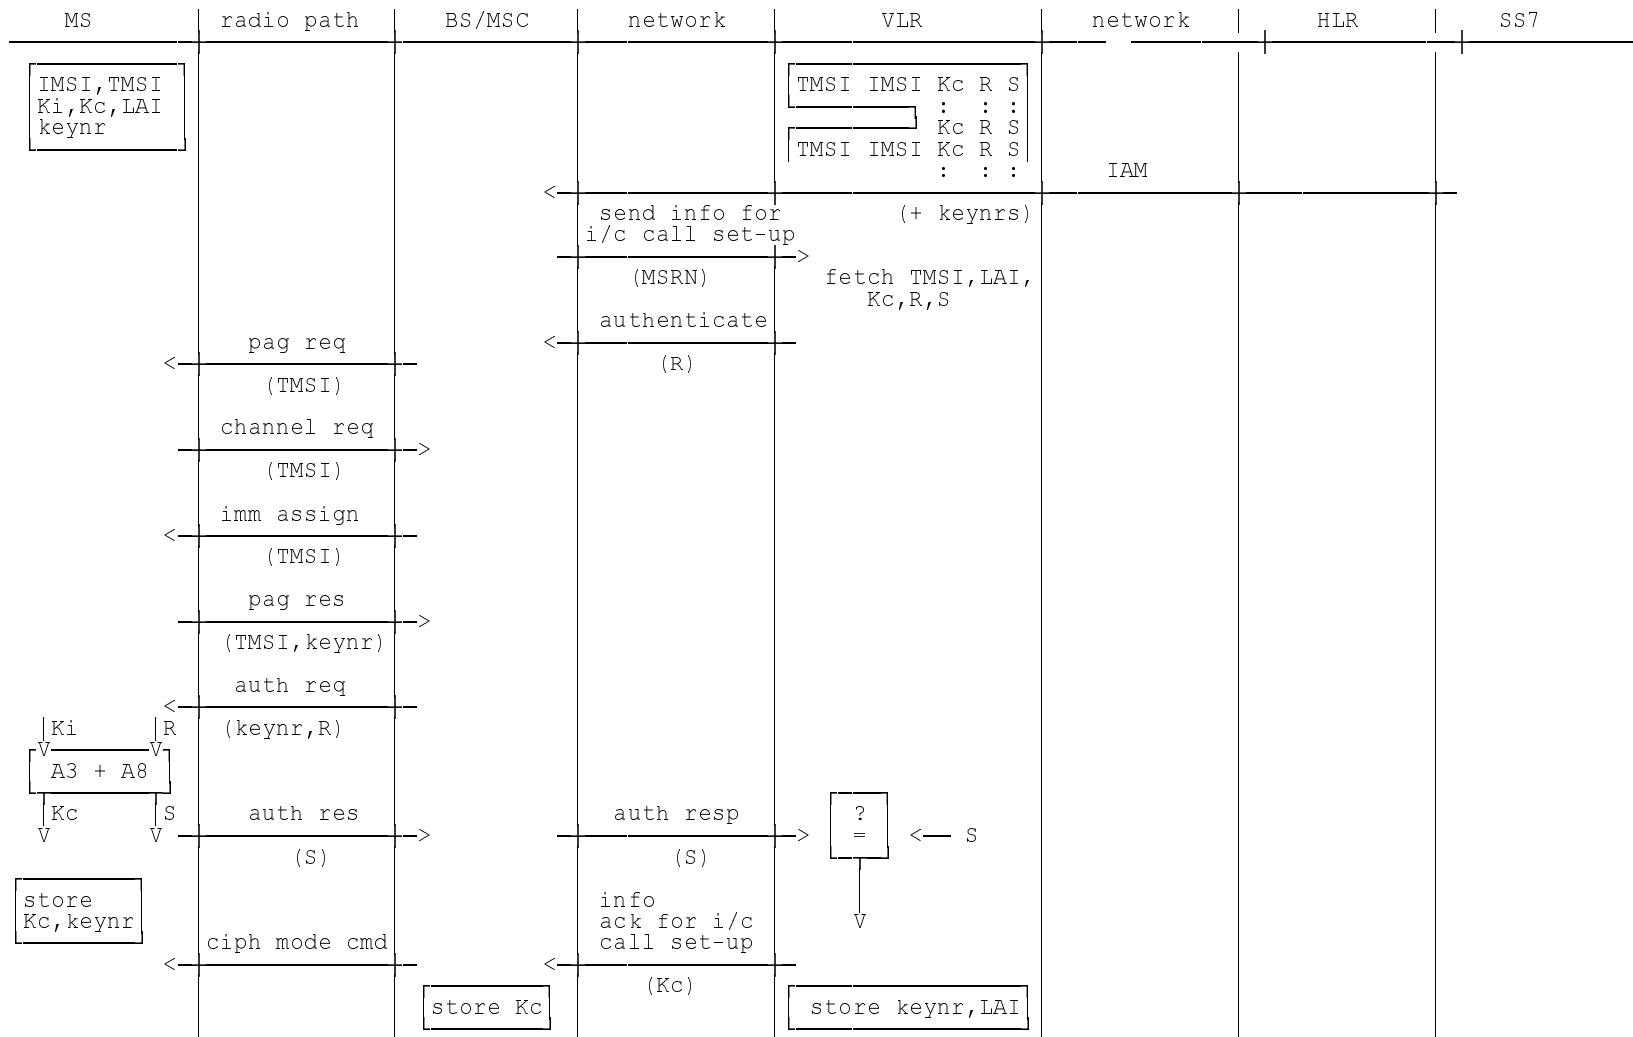 MS radio path BS/MSC network VLR network HLR SS7
IMSI,TMSI TMSI IMSI Kc R S
Ki,Kc,LAI : : :
keynr Kc R S
TMSI IMSI Kc R S
: : : IAM
send info for (+ keynrs)
i/c call set-up
(MSRN) fetch TMSI,LAI,
Kc,R,S
authenticate
pag req
(R)
(TMSI)
channel req
(TMSI)
imm assign
(TMSI)
pag res
(TMSI,keynr)
auth req
Ki R (keynr,R)
A3 + A8
Kc S auth res auth resp ?
= S
(S) (S)
store info
Kc,keynr ack for i/c
ciph mode cmd call set-up
(Kc)
store Kc store keynr,LAI